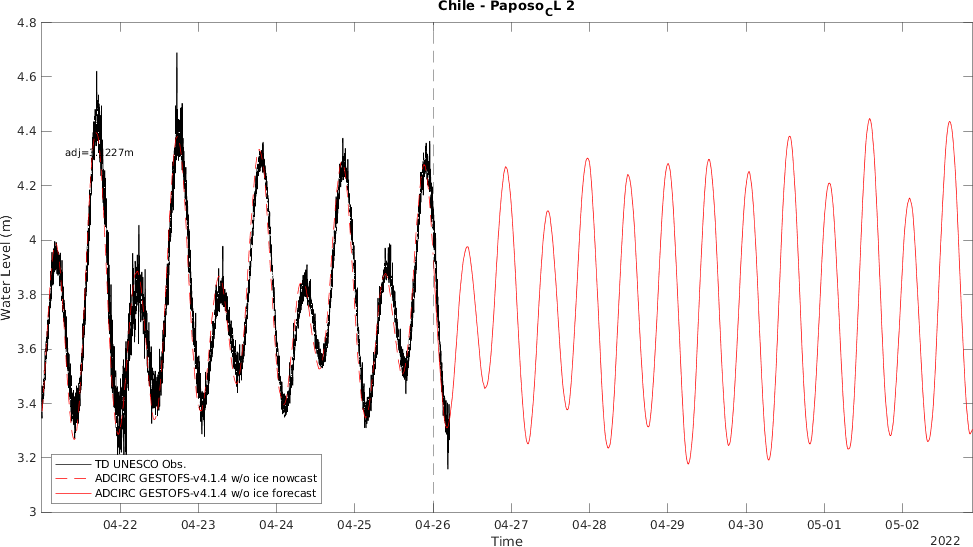 Chile - Paposo_CL 2
4.8
4.6
4.4
4.2
4
3.8
3.6
3.4
3.2
3
Water Level (m)
227m
TD UNESCO Obs.
ADCIRC GESTOFS-v4.1.4 w/o ice nowcast
ADCIRC GESTOFS-v4.1.4 w/o ice forecast
04-22 04-23 04-24 04-25 04-26 04-27 04-28 04-29 04-30 05-01 05-02
Time
2022